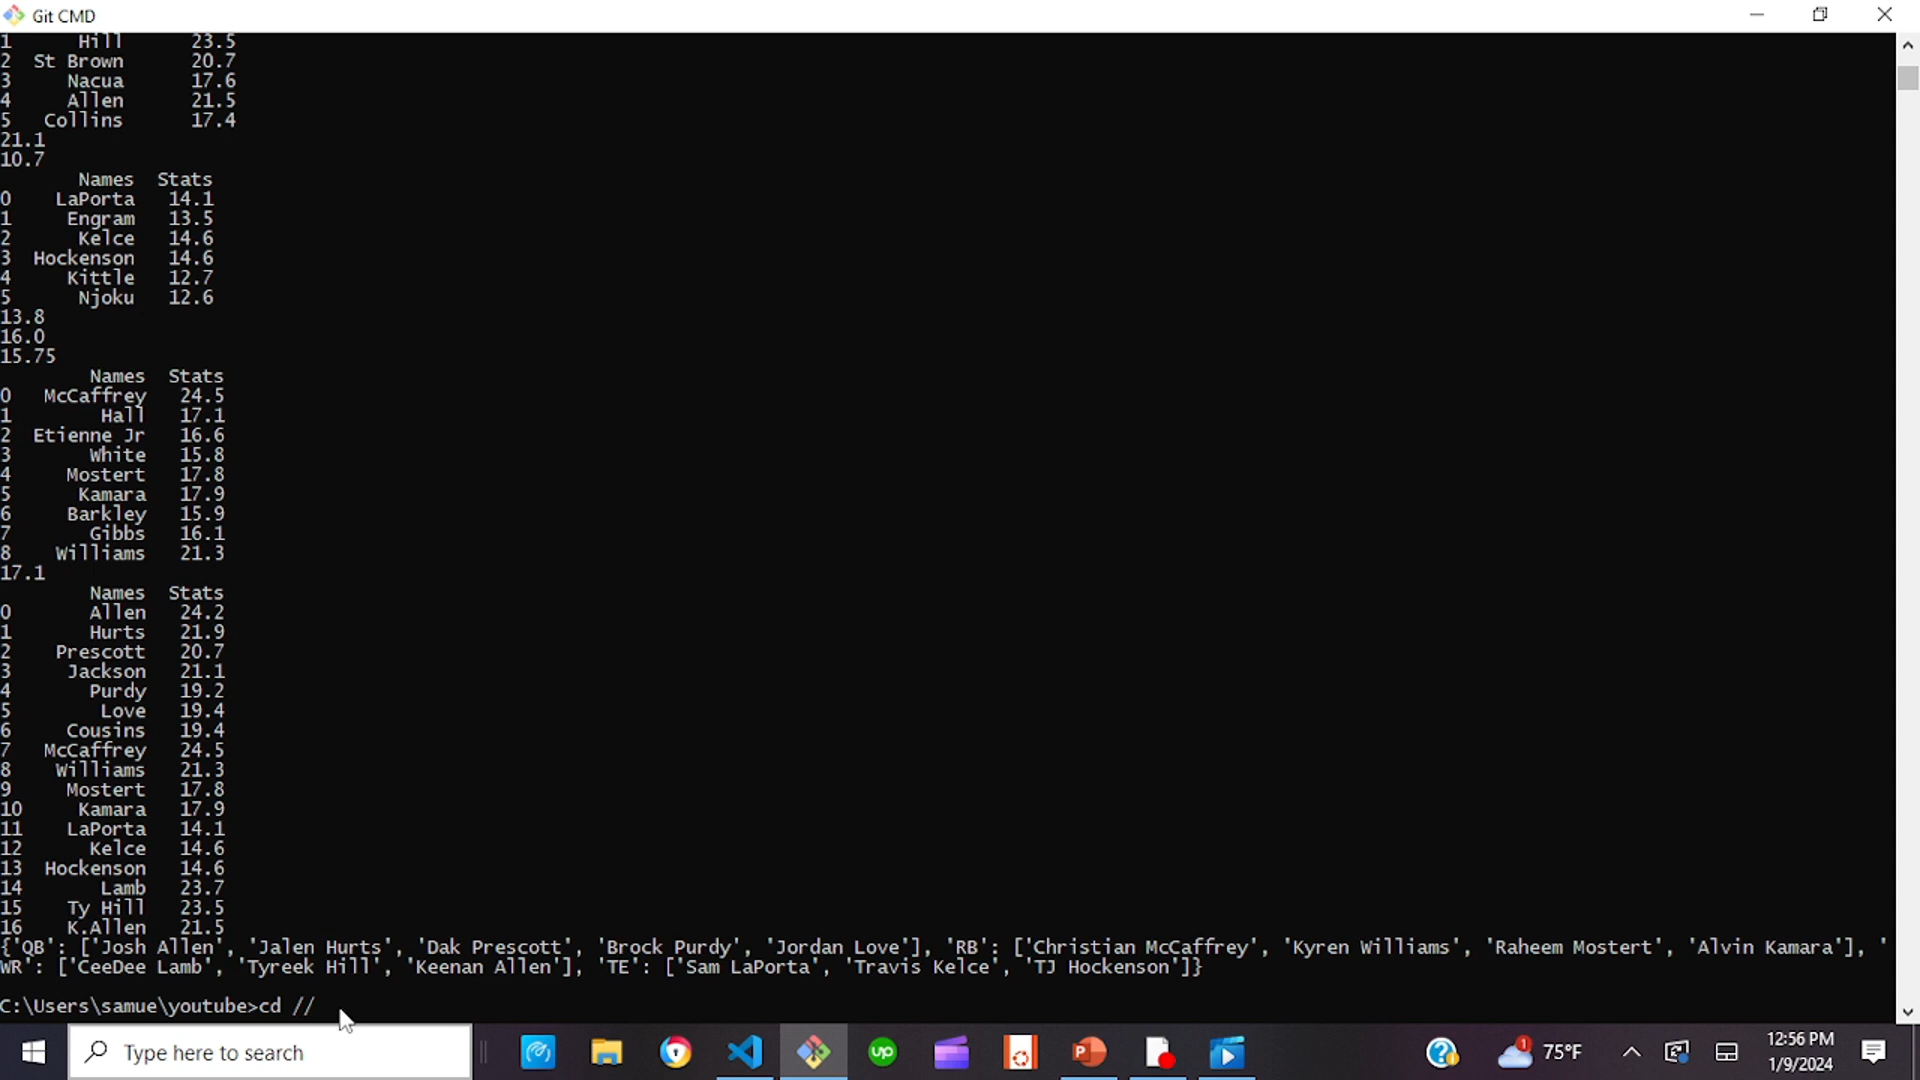 Git CMD
1      Hill      23.5
2  St Brown      20.7
3     Nacua      17.6
4     Allen      21.5
5   Collins      17.4
21.1
10.7
       Names  Stats
0    LaPorta   14.1
1     Engram   13.5
2      Kelce   14.6
3  Hockenson   14.6
4     Kittle   12.7
5      Njoku   12.6
13.8
16.0
15.75
        Names  Stats
0   McCaffrey   24.5
1        Hall   17.1
2  Etienne Jr   16.6
3       White   15.8
4     Mostert   17.8
5      Kamara   17.9
6     Barkley   15.9
7       Gibbs   16.1
8    Williams   21.3
17.1
        Names  Stats
0       Allen   24.2
1       Hurts   21.9
2    Prescott   20.7
3     Jackson   21.1
4       Purdy   19.2
5        Love   19.4
6     Cousins   19.4
7   McCaffrey   24.5
8    Williams   21.3
9     Mostert   17.8
10     Kamara   17.9
11    LaPorta   14.1
12      Kelce   14.6
13  Hockenson   14.6
14       Lamb   23.7
15    Ty Hill   23.5
16    K.Allen   21.5
{'QB': ['Josh Allen', 'Jalen Hurts', 'Dak Prescott', 'Brock Purdy', 'Jordan Love'], 'RB': ['Christian McCaffrey', 'Kyren Williams', 'Raheem Mostert', 'Alvin Kamara'], '
WR': ['CeeDee Lamb', 'Tyreek Hill', 'Keenan Allen'], 'TE': ['Sam LaPorta', 'Travis Kelce', 'TJ Hockenson']}
C:\Users\samue\youtube>cd //
Type here to search
up
1
75°F
12:56 PM
1/9/2024